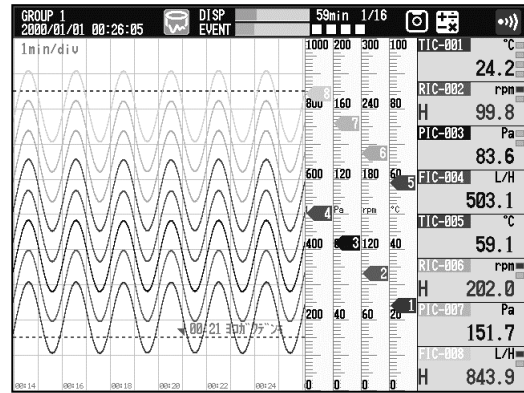 GROUP 1
2000/01/01 00:26:05
DISP
EVENT
59min 1/16
1min/div
1000 200 300 100
800 160 240 80
600 120 180 60
Pa rpm °C
400 8 120 40
200 40 60 20
0 0 0 0
8
7
6
5
4
3
2
1
00:21 ヨコガワデンキ
00:14 00:16 00:18 00:20 00:22 00:24
TIC-001 °C
24.2
RIC-002 rpm
H 99.8
PIC-003 Pa
83.6
FIC-004 L/H
503.1
TIC-005 °C
59.1
RIC-006 rpm
H 202.0
PIC-007 Pa
151.7
FIC-008 L/H
H 843.9